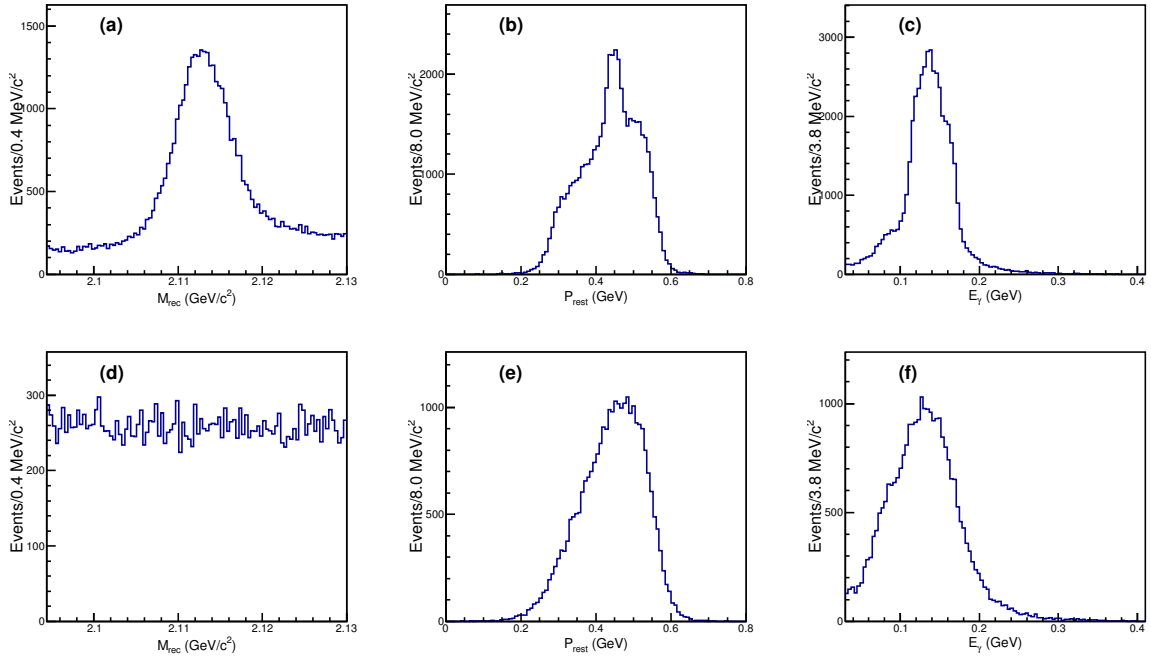 (a)
Events/0.4 MeV/c²
1500
1000
500
0
2.1
2.11
2.12
2.13
M_rec (GeV/c²)
(b)
Events/8.0 MeV/c²
2000
1000
0
0
0.2
0.4
0.6
0.8
P_rest (GeV)
(c)
Events/3.8 MeV/c²
3000
2000
1000
0
0.1
0.2
0.3
0.4
E_γ (GeV)
(d)
Events/0.4 MeV/c²
300
200
100
0
2.1
2.11
2.12
2.13
M_rec (GeV/c²)
(e)
Events/8.0 MeV/c²
1000
500
0
0
0.2
0.4
0.6
0.8
P_rest (GeV)
(f)
Events/3.8 MeV/c²
1000
500
0
0.1
0.2
0.3
0.4
E_γ (GeV)